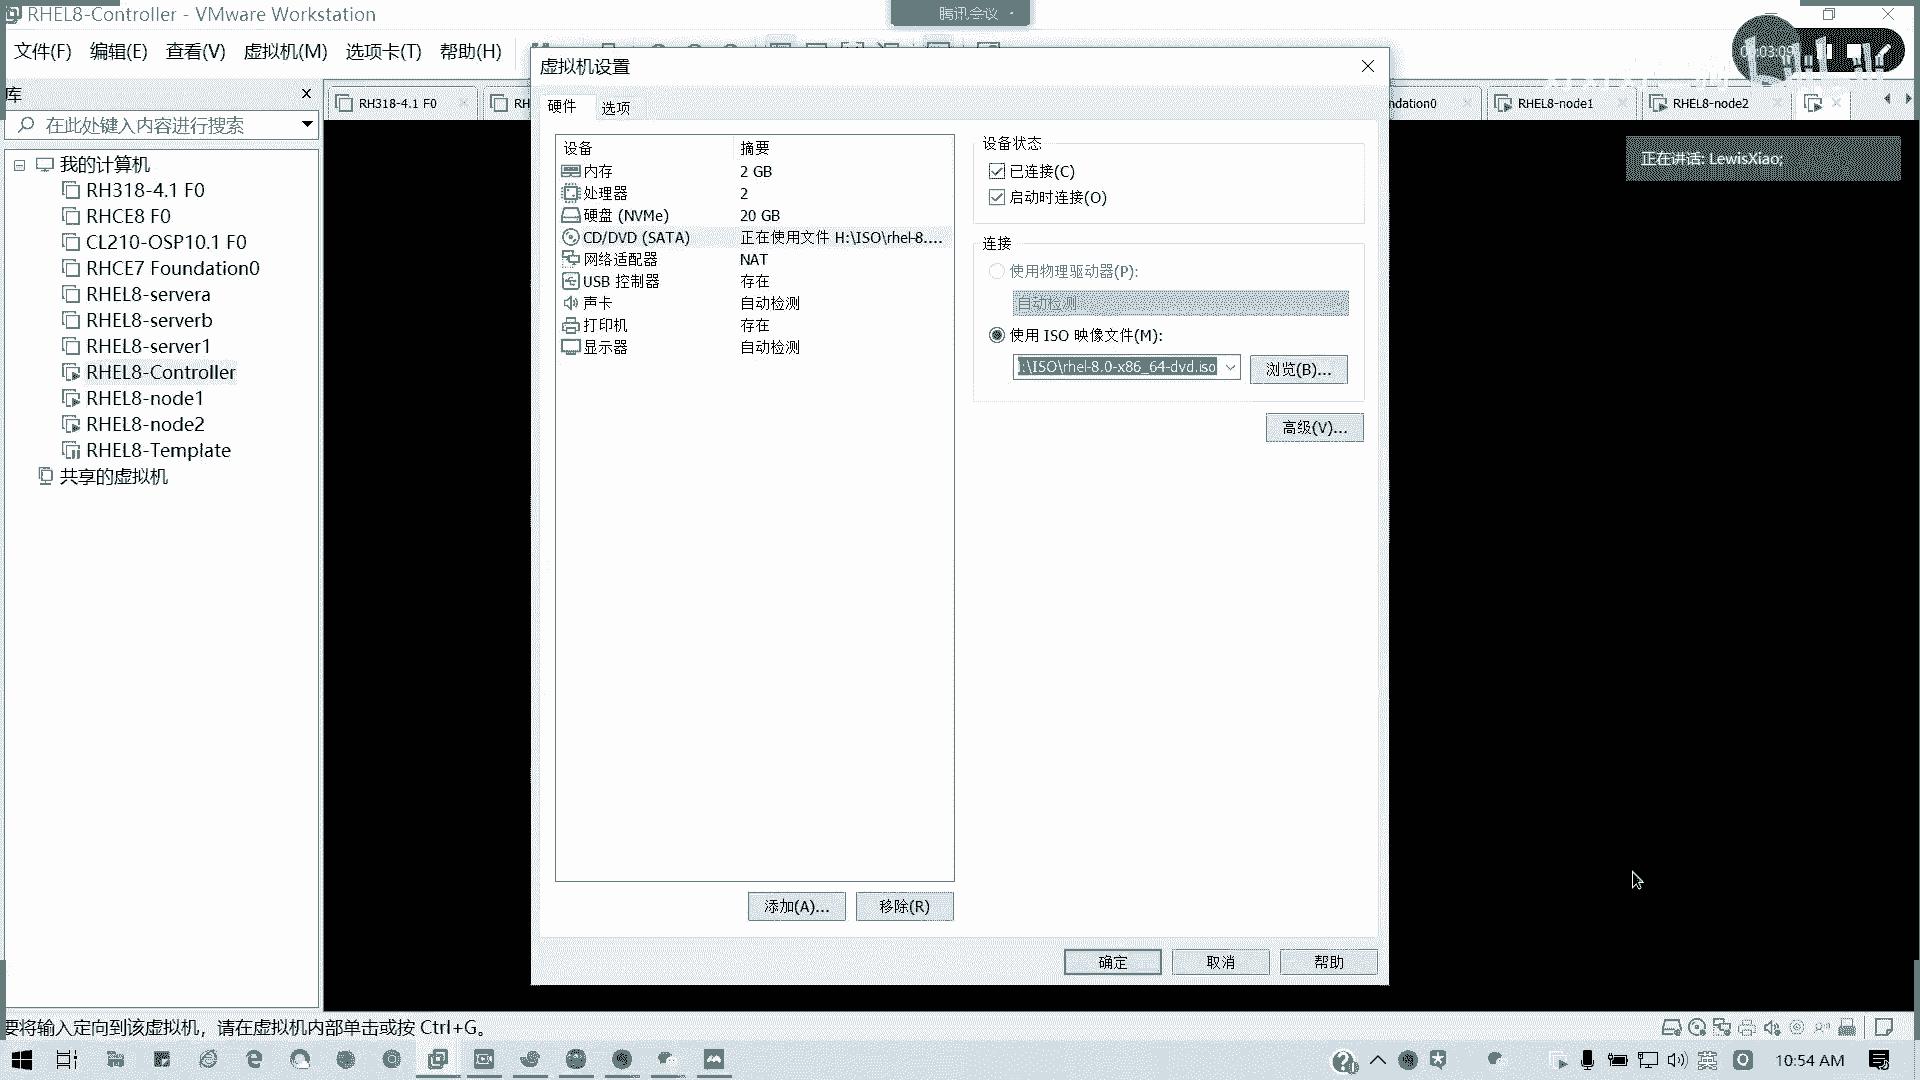 RHEL8-Controller - VMware Workstation
腾讯会议
文件(F) 编辑(E) 查看(V) 虚拟机(M) 选项卡(T) 帮助(H)
03:09
库
RH318-4.1 F0
RH
ndation0
RHEL8-node1
RHEL8-node2
在此处键入内容进行搜索
正在讲话: LewisXiao;
我的计算机
RH318-4.1 F0
RHCE8 F0
CL210-OSP10.1 F0
RHCE7 Foundation0
RHEL8-servera
RHEL8-serverb
RHEL8-server1
RHEL8-Controller
RHEL8-node1
RHEL8-node2
RHEL8-Template
共享的虚拟机
虚拟机设置
硬件 选项
设备 摘要
内存 2 GB
处理器 2
硬盘 (NVMe) 20 GB
CD/DVD (SATA) 正在使用文件 H:\ISO\rhel-8....
网络适配器 NAT
USB 控制器 存在
声卡 自动检测
打印机 存在
显示器 自动检测
添加(A)... 移除(R)
设备状态
已连接(C)
启动时连接(O)
连接
使用物理驱动器(P):
自动检测
使用 ISO 映像文件(M):
:\ISO\rhel-8.0-x86_64-dvd.iso 浏览(B)...
高级(V)...
确定 取消 帮助
要将输入定向到该虚拟机，请在虚拟机内部单击或按 Ctrl+G。
英
10:54 AM